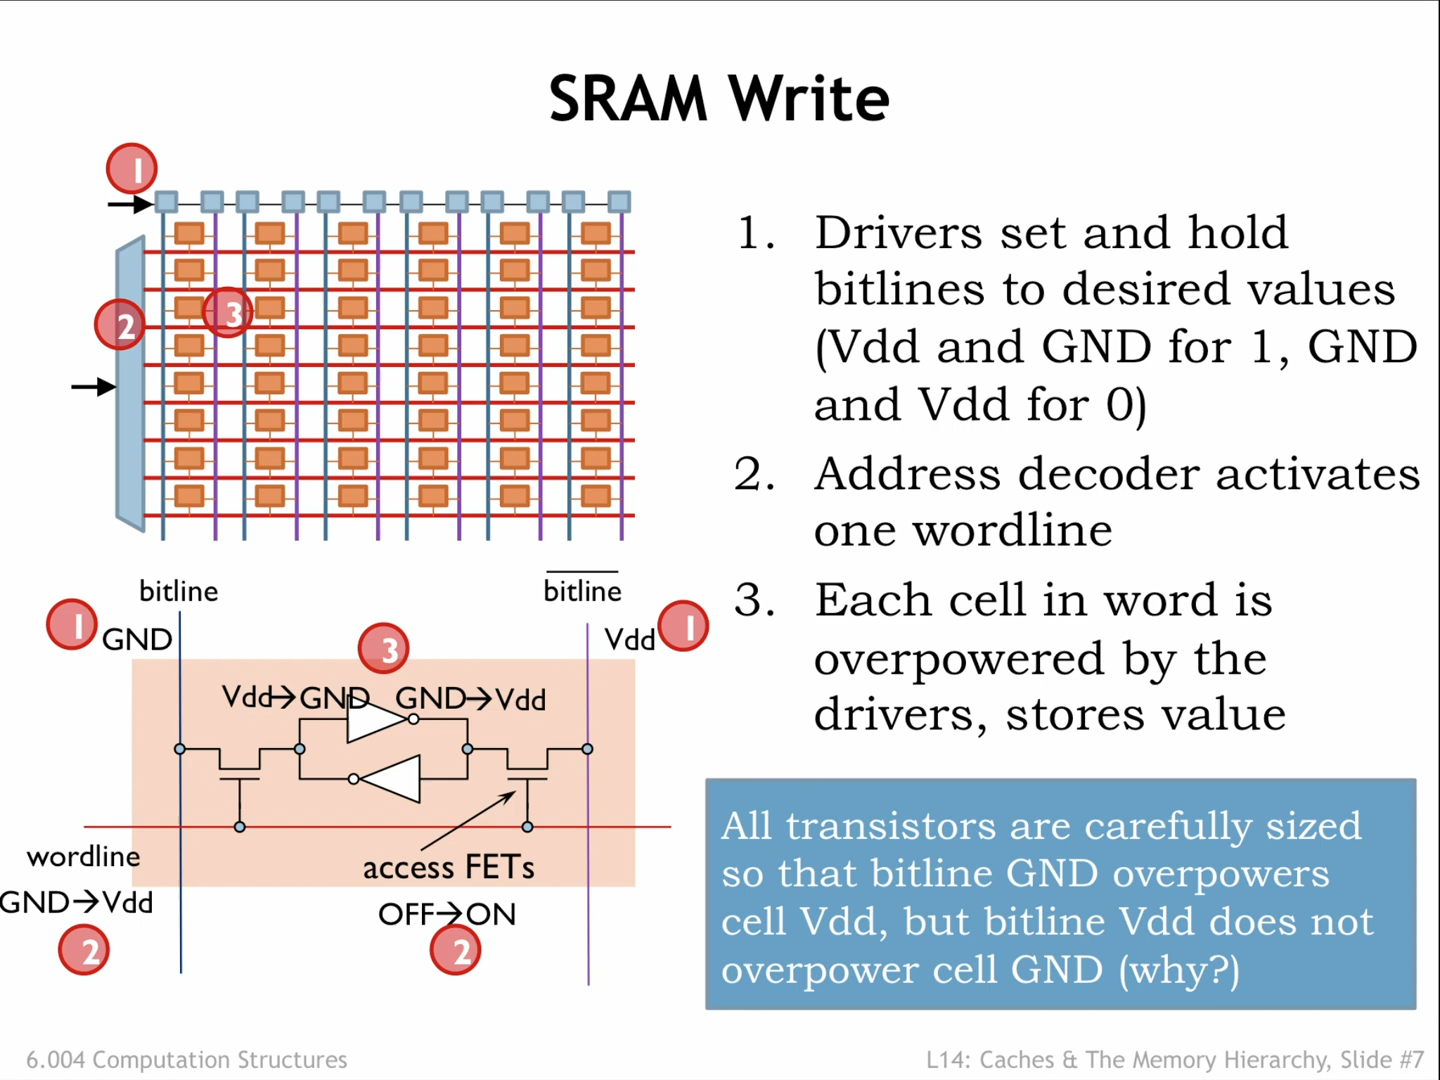 SRAM Write
1
2
3
1. Drivers set and hold
bitlines to desired values
(Vdd and GND for 1, GND
and Vdd for 0)
2. Address decoder activates
one wordline
3. Each cell in word is
overpowered by the
drivers, stores value
bitline
bitline
1
GND
3
Vdd
1
Vdd→GND
GND→Vdd
wordline
GND→Vdd
2
access FETs
OFF→ON
2
All transistors are carefully sized
so that bitline GND overpowers
cell Vdd, but bitline Vdd does not
overpower cell GND (why?)
6.004 Computation Structures
L14: Caches & The Memory Hierarchy, Slide #7